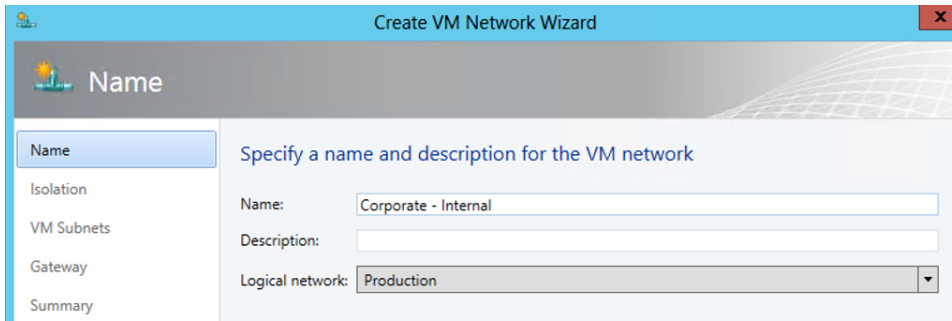 Create VM Network Wizard
x
Name
Name
Isolation
VM Subnets
Gateway
Summary
Specify a name and description for the VM network
Name: Corporate - Internal
Description:
Logical network: Production